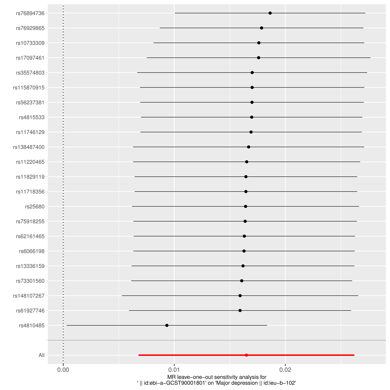 rs76894736
rs76929865
rs10733309
rs17097461
rs35574803
rs115870915
rs56237381
rs4815533
rs11746129
rs138487400
rs11220465
rs11829119
rs11718356
rs25680
rs75918255
rs62161465
rs6066198
rs13336159
rs73301560
rs148107267
rs61927746
rs4810485
All
0.00 0.01 0.02
MR leave−one−out sensitivity analysis for
' || id:ebi−a−GCST90001801' on 'Major depression || id:ieu−b−102'